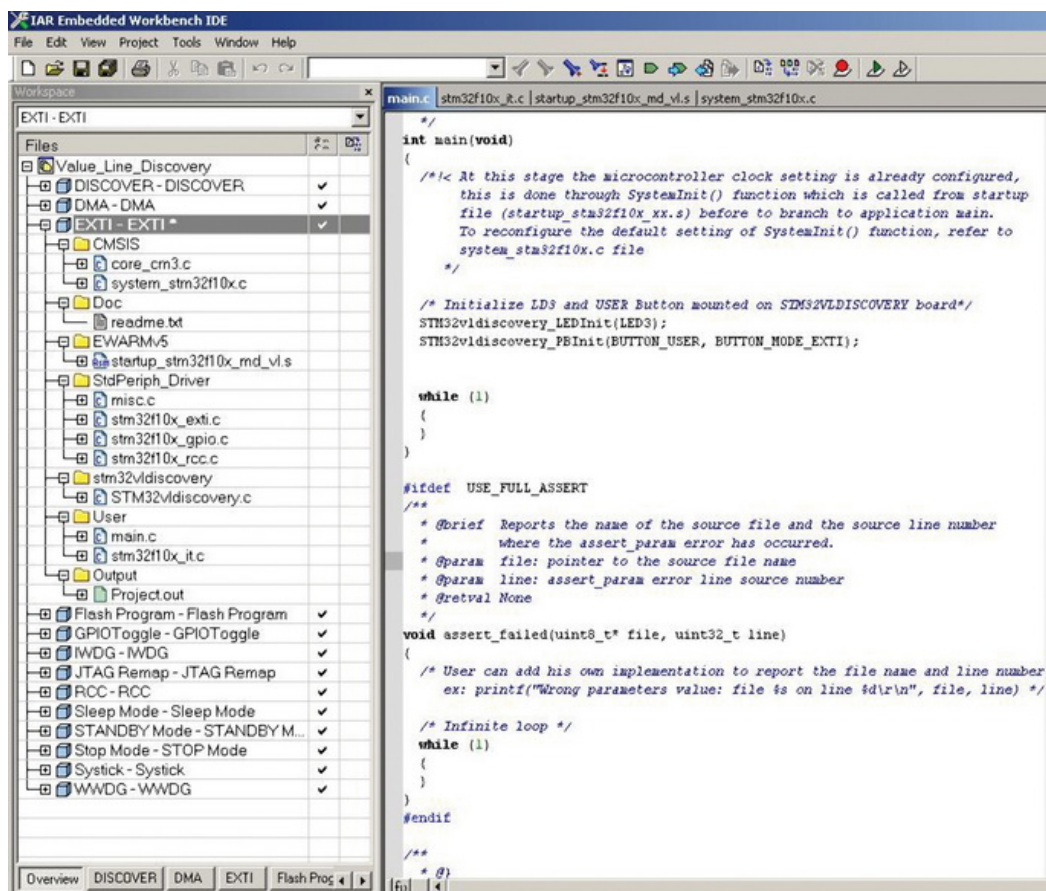 IAR Embedded Workbench IDE
File Edit View Project Tools Window Help
Workspace
EXTI - EXTI
Files
Value_Line_Discovery
DISCOVER - DISCOVER
DMA - DMA
EXTI - EXTI *
CMSIS
core_cm3.c
system_stm32f10x.c
Doc
readme.txt
EWARMv5
startup_stm32f10x_md_vl.s
StdPeriph_Driver
misc.c
stm32f10x_exti.c
stm32f10x_gpio.c
stm32f10x_rcc.c
stm32vldiscovery
STM32vldiscovery.c
User
main.c
stm32f10x_it.c
Output
Project.out
Flash Program - Flash Program
GPIOToggle - GPIOToggle
IWDG - IWDG
JTAG Remap - JTAG Remap
RCC - RCC
Sleep Mode - Sleep Mode
STANDBY Mode - STANDBY M...
Stop Mode - STOP Mode
Systick - Systick
WWDG - WWDG
Overview DISCOVER DMA EXTI Flash Prog
main.c | stm32f10x_it.c | startup_stm32f10x_md_vl.s | system_stm32f10x.c
*/
int main(void)
{
/*!< At this stage the microcontroller clock setting is already configured,
this is done through SystemInit() function which is called from startup
file (startup_stm32f10x_xx.s) before to branch to application main.
To reconfigure the default setting of SystemInit() function, refer to
system_stm32f10x.c file
*/
/* Initialize LD3 and USER Button mounted on STM32VLDISCOVERY board*/
STM32vldiscovery_LEDInit(LED3);
STM32vldiscovery_PBInit(BUTTON_USER, BUTTON_MODE_EXTI);
while (1)
{
}
}
#ifdef USE_FULL_ASSERT
/**
* @brief Reports the name of the source file and the source line number
* where the assert_param error has occurred.
* @param file: pointer to the source file name
* @param line: assert_param error line source number
* @retval None
*/
void assert_failed(uint8_t* file, uint32_t line)
{
/* User can add his own implementation to report the file name and line number
ex: printf("Wrong parameters value: file %s on line %d\r\n", file, line) */
/* Infinite loop */
while (1)
{
}
}
#endif
/**
* @}